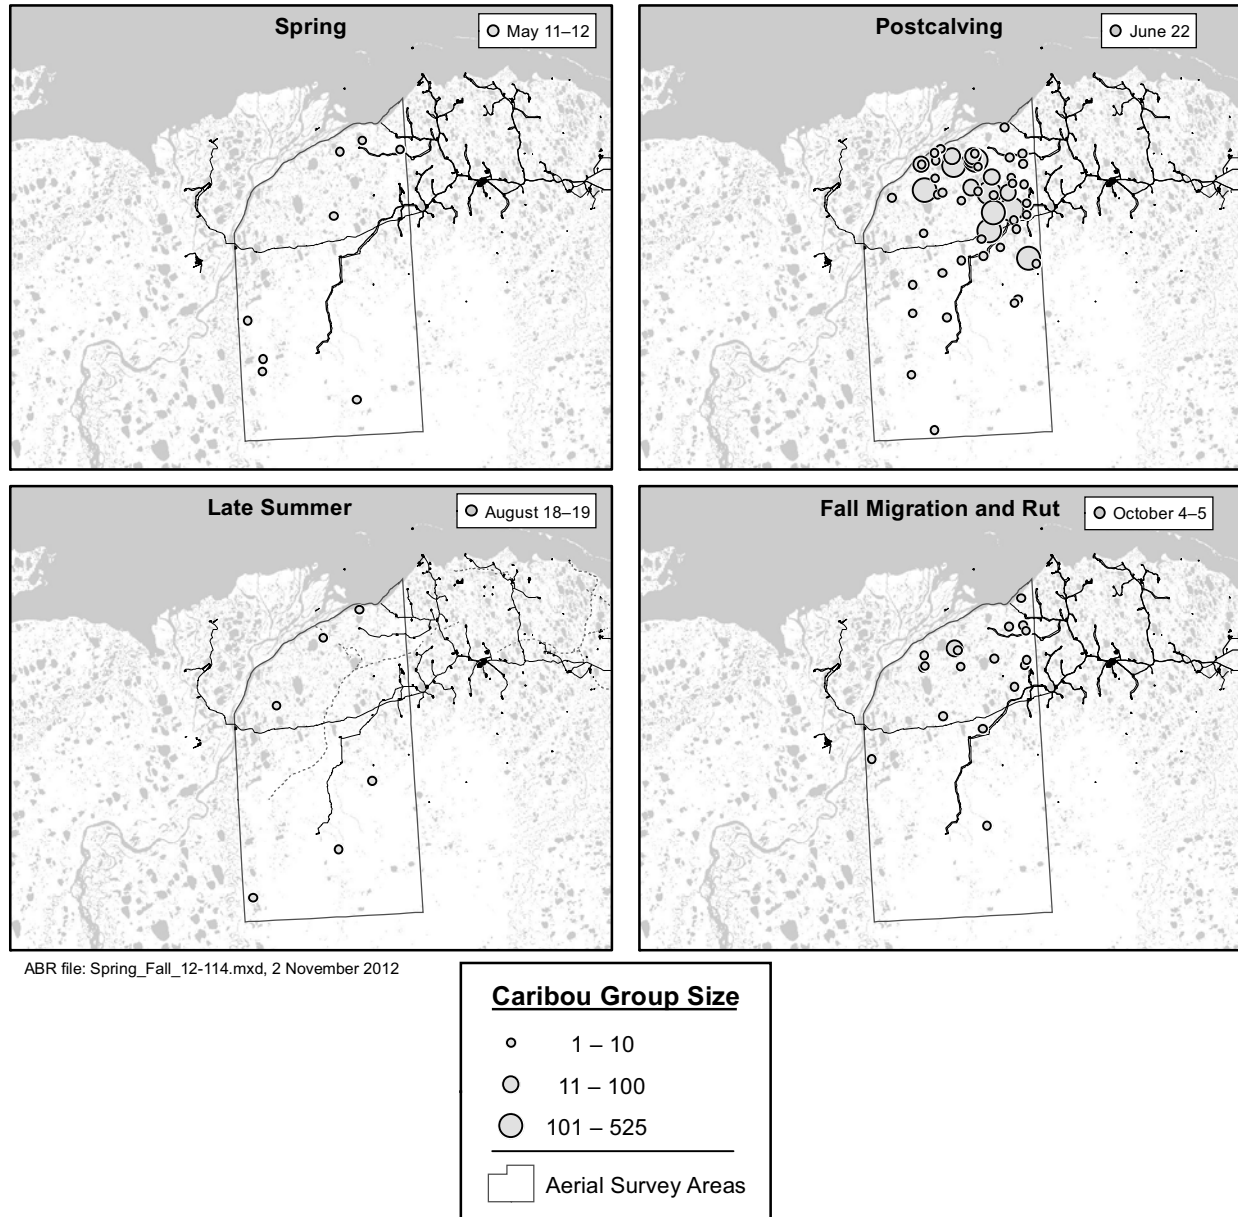 Spring
May 11–12
Postcalving
June 22
Late Summer
August 18–19
Fall Migration and Rut
October 4–5
ABR file: Spring_Fall_12-114.mxd, 2 November 2012
Caribou Group Size
1 – 10
11 – 100
101 – 525
Aerial Survey Areas